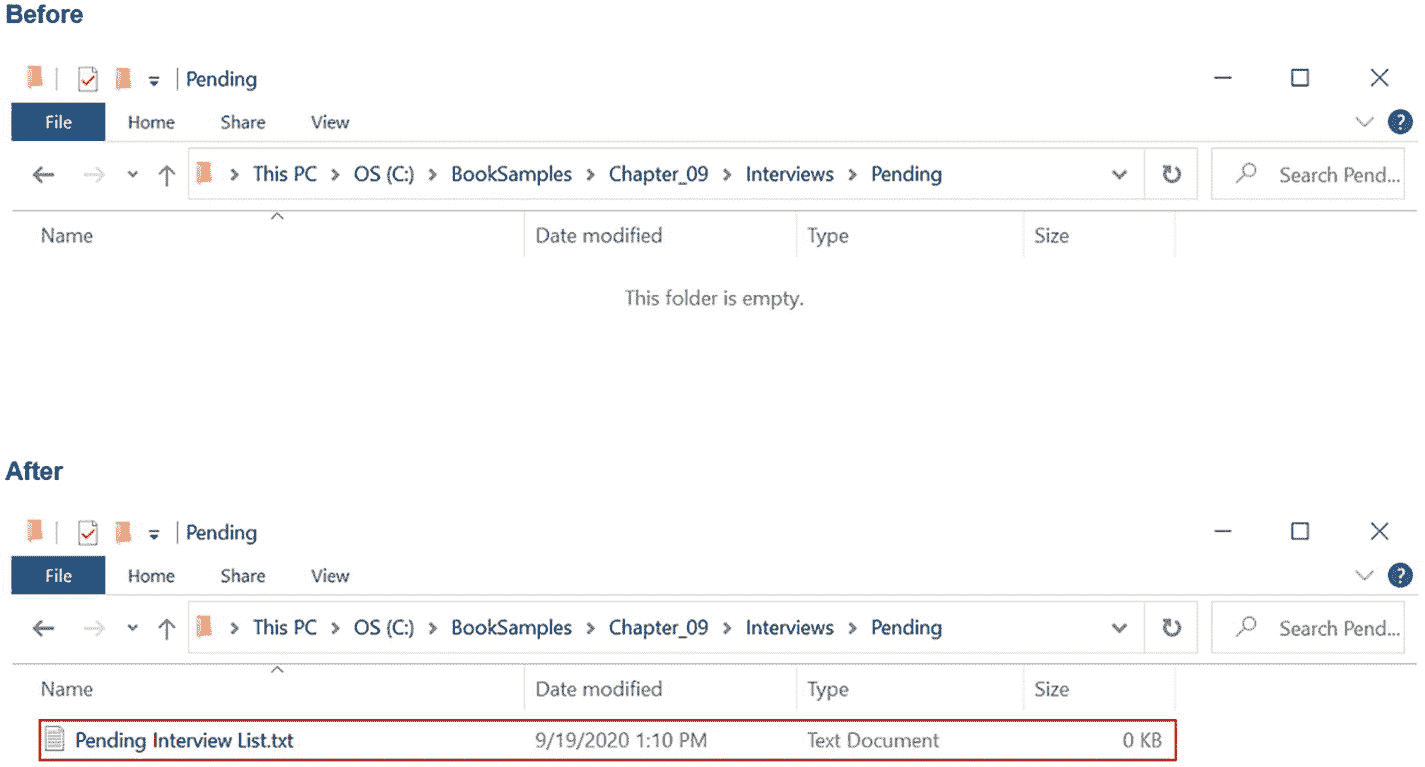 Before
Pending
File Home Share View ?
This PC > OS (C:) > BookSamples > Chapter_09 > Interviews > Pending Search Pend...
Name Date modified Type Size
This folder is empty.
After
Pending
File Home Share View ?
This PC > OS (C:) > BookSamples > Chapter_09 > Interviews > Pending Search Pend...
Name Date modified Type Size
Pending Interview List.txt 9/19/2020 1:10 PM Text Document 0 KB